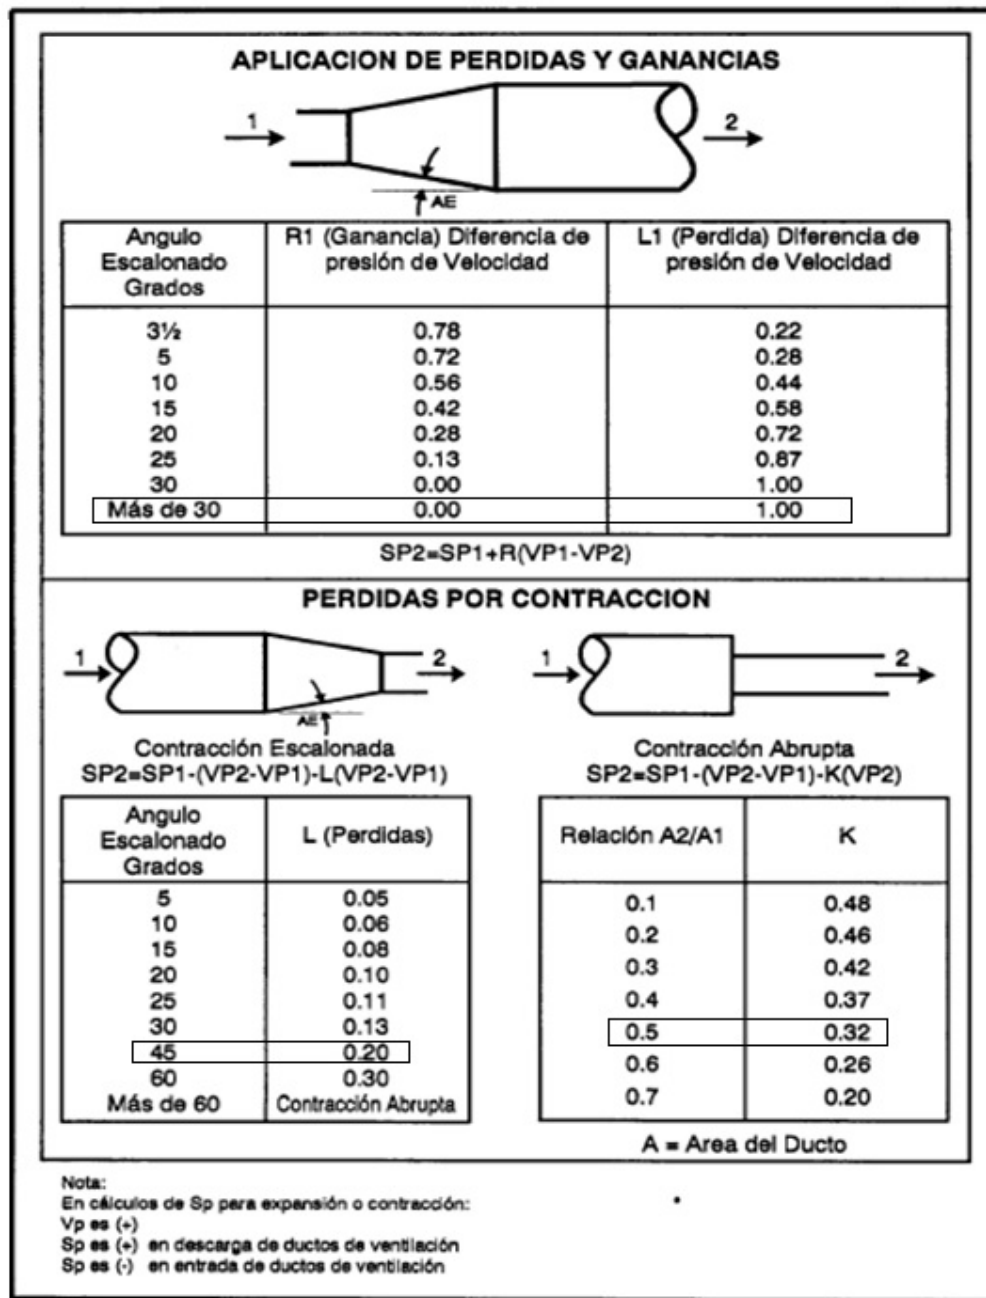 APLICACION DE PERDIDAS Y GANANCIAS
1
2
AE
Angulo Escalonado Grados | R1 (Ganancia) Diferencia de presión de Velocidad | L1 (Perdida) Diferencia de presión de Velocidad
3½ 0.78 0.22
5 0.72 0.28
10 0.56 0.44
15 0.42 0.58
20 0.28 0.72
25 0.13 0.87
30 0.00 1.00
Más de 30 0.00 1.00
SP2=SP1+R(VP1-VP2)
PERDIDAS POR CONTRACCION
1
2
AE
1
2
Contracción Escalonada
SP2=SP1-(VP2-VP1)-L(VP2-VP1)
Contracción Abrupta
SP2=SP1-(VP2-VP1)-K(VP2)
Angulo Escalonado Grados | L (Perdidas)
5 0.05
10 0.06
15 0.08
20 0.10
25 0.11
30 0.13
45 0.20
60 0.30
Más de 60 Contracción Abrupta
Relación A2/A1 K
0.1 0.48
0.2 0.46
0.3 0.42
0.4 0.37
0.5 0.32
0.6 0.26
0.7 0.20
A = Area del Ducto
Nota:
En cálculos de Sp para expansión o contracción:
Vp es (+)
Sp es (+) en descarga de ductos de ventilación
Sp es (-) en entrada de ductos de ventilación